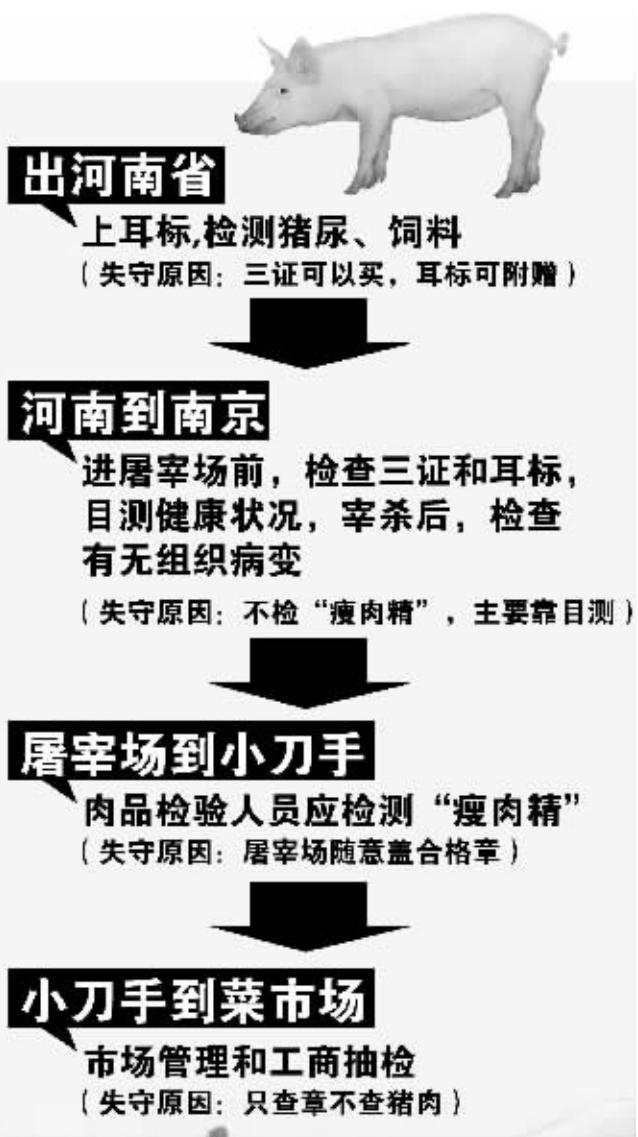 出河南省
上耳标,检测猪尿、饲料
(失守原因：三证可以买，耳标可附赠)
河南到南京
进屠宰场前，检查三证和耳标，
目测健康状况，宰杀后，检查
有无组织病变
(失守原因：不检“瘦肉精”，主要靠目测)
屠宰场到小刀手
肉品检验人员应检测“瘦肉精”
(失守原因：屠宰场随意盖合格章)
小刀手到菜市场
市场管理和工商抽检
(失守原因：只查章不查猪肉)